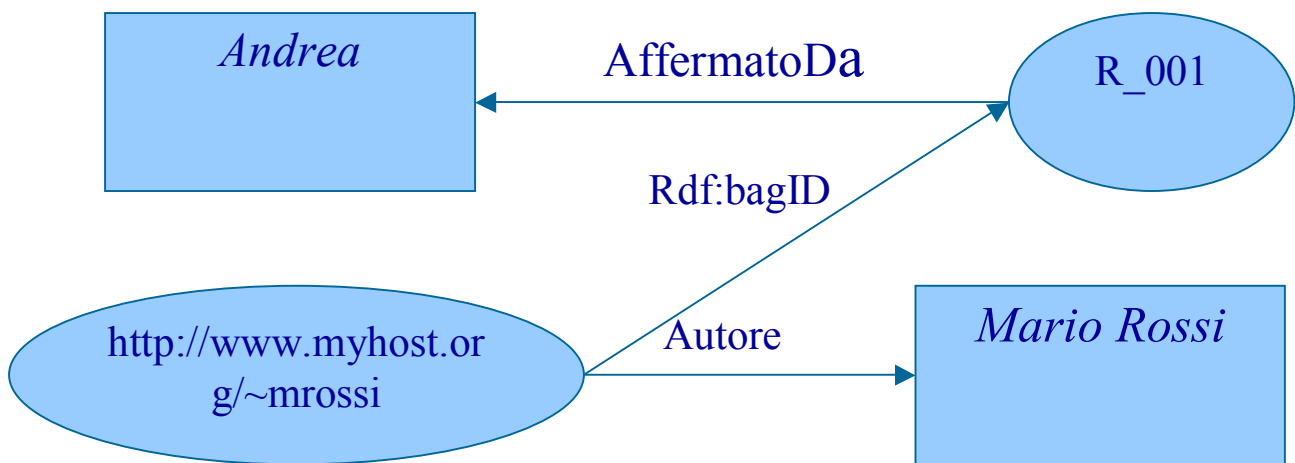 Andrea
AffermatoDa
R_001
Rdf:bagID
http://www.myhost.or
g/~mrossi
Autore
Mario Rossi